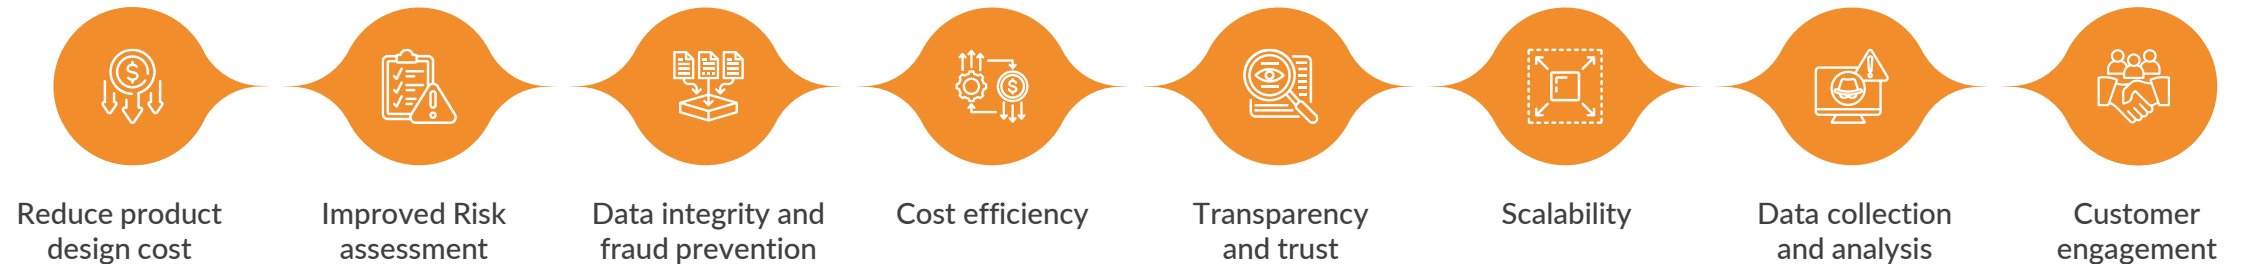 Reduce product
design cost
Improved Risk
assessment
Data integrity and
fraud prevention
Cost efficiency
Transparency
and trust
Scalability
Data collection
and analysis
Customer
engagement